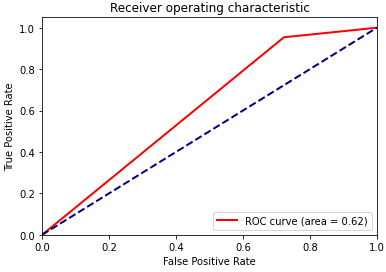 Receiver operating characteristic
1.0
0.8
0.6
0.4
0.2
0.0
True Positive Rate
ROC curve (area = 0.62)
0.0 0.2 0.4 0.6 0.8 1.0
False Positive Rate